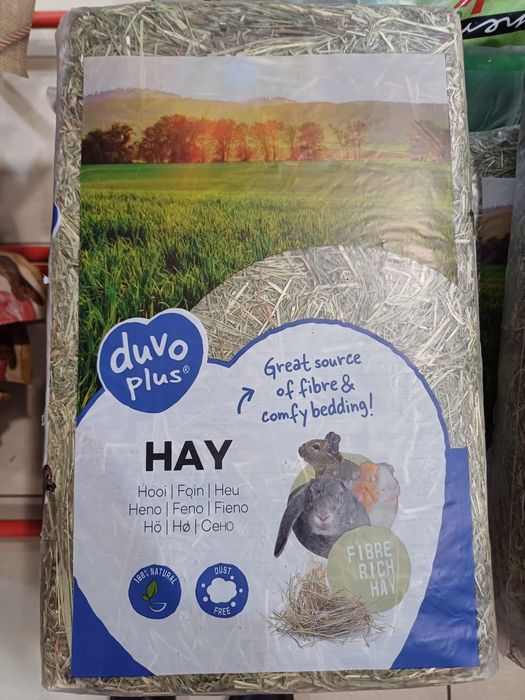 duvo
plus®
Great source
of fibre &
comfy bedding!
HAY
Hooi | Foin | Heu
Heno | Feno | Fieno
Hö | Hø | Сено
100% NATURAL
DUST
FREE
FIBRE
RICH
HAY